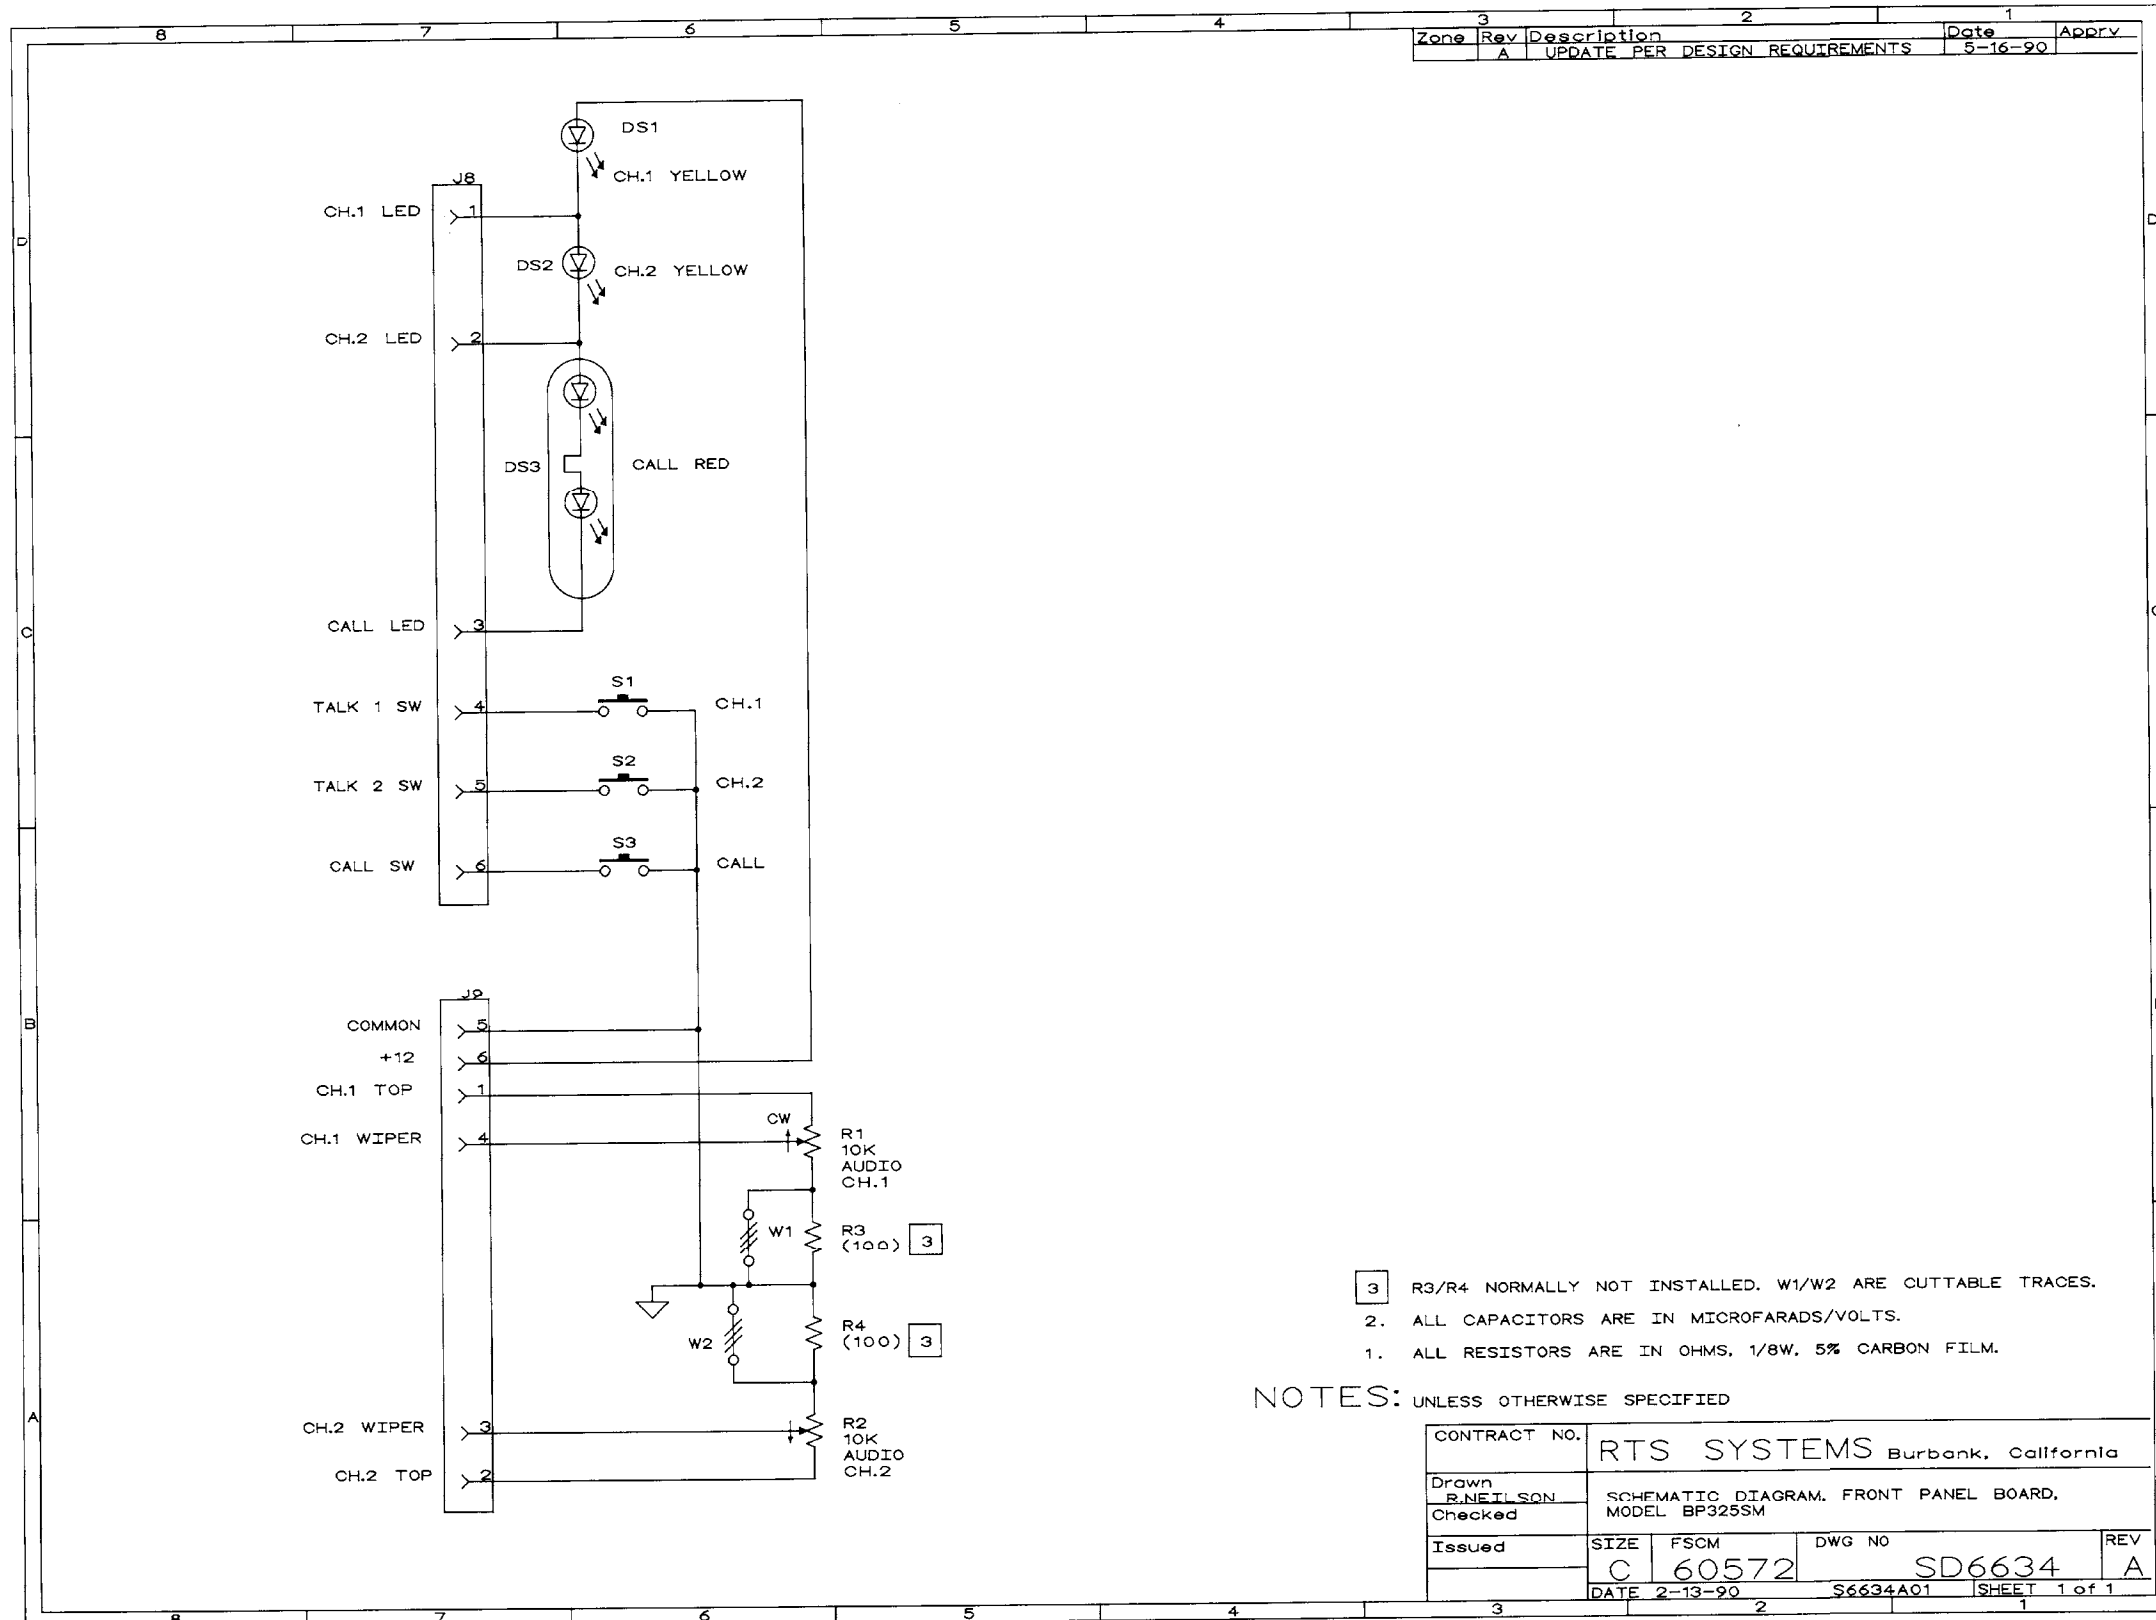 8 7 6 5 4 3 2 1
Zone Rev Description Date Apprv
A UPDATE PER DESIGN REQUIREMENTS 5-16-90
DS1
CH.1 YELLOW
J8
CH.1 LED 1
D D
DS2 CH.2 YELLOW
CH.2 LED 2
DS3 CALL RED
CALL LED 3
C C
S1
TALK 1 SW 4 CH.1
S2
TALK 2 SW 5 CH.2
S3
CALL SW 6 CALL
J9
B
COMMON 5
+12 6
CH.1 TOP 1
CW
CH.1 WIPER 4
R1
10K
AUDIO
CH.1
W1
R3
(100) 3
W2
R4
(100) 3
3 R3/R4 NORMALLY NOT INSTALLED. W1/W2 ARE CUTTABLE TRACES.
2. ALL CAPACITORS ARE IN MICROFARADS/VOLTS.
1. ALL RESISTORS ARE IN OHMS, 1/8W, 5% CARBON FILM.
NOTES: UNLESS OTHERWISE SPECIFIED
A
CH.2 WIPER 3
R2
10K
AUDIO
CH.2
CH.2 TOP 2
CONTRACT NO.
RTS SYSTEMS Burbank, California
Drawn
R.NEILSON
Checked
Issued
SCHEMATIC DIAGRAM, FRONT PANEL BOARD,
MODEL BP325SM
SIZE FSCM DWG NO REV
C 60572 SD6634 A
DATE 2-13-90 S6634A01 SHEET 1 of 1
8 7 6 5 4 3 2 1